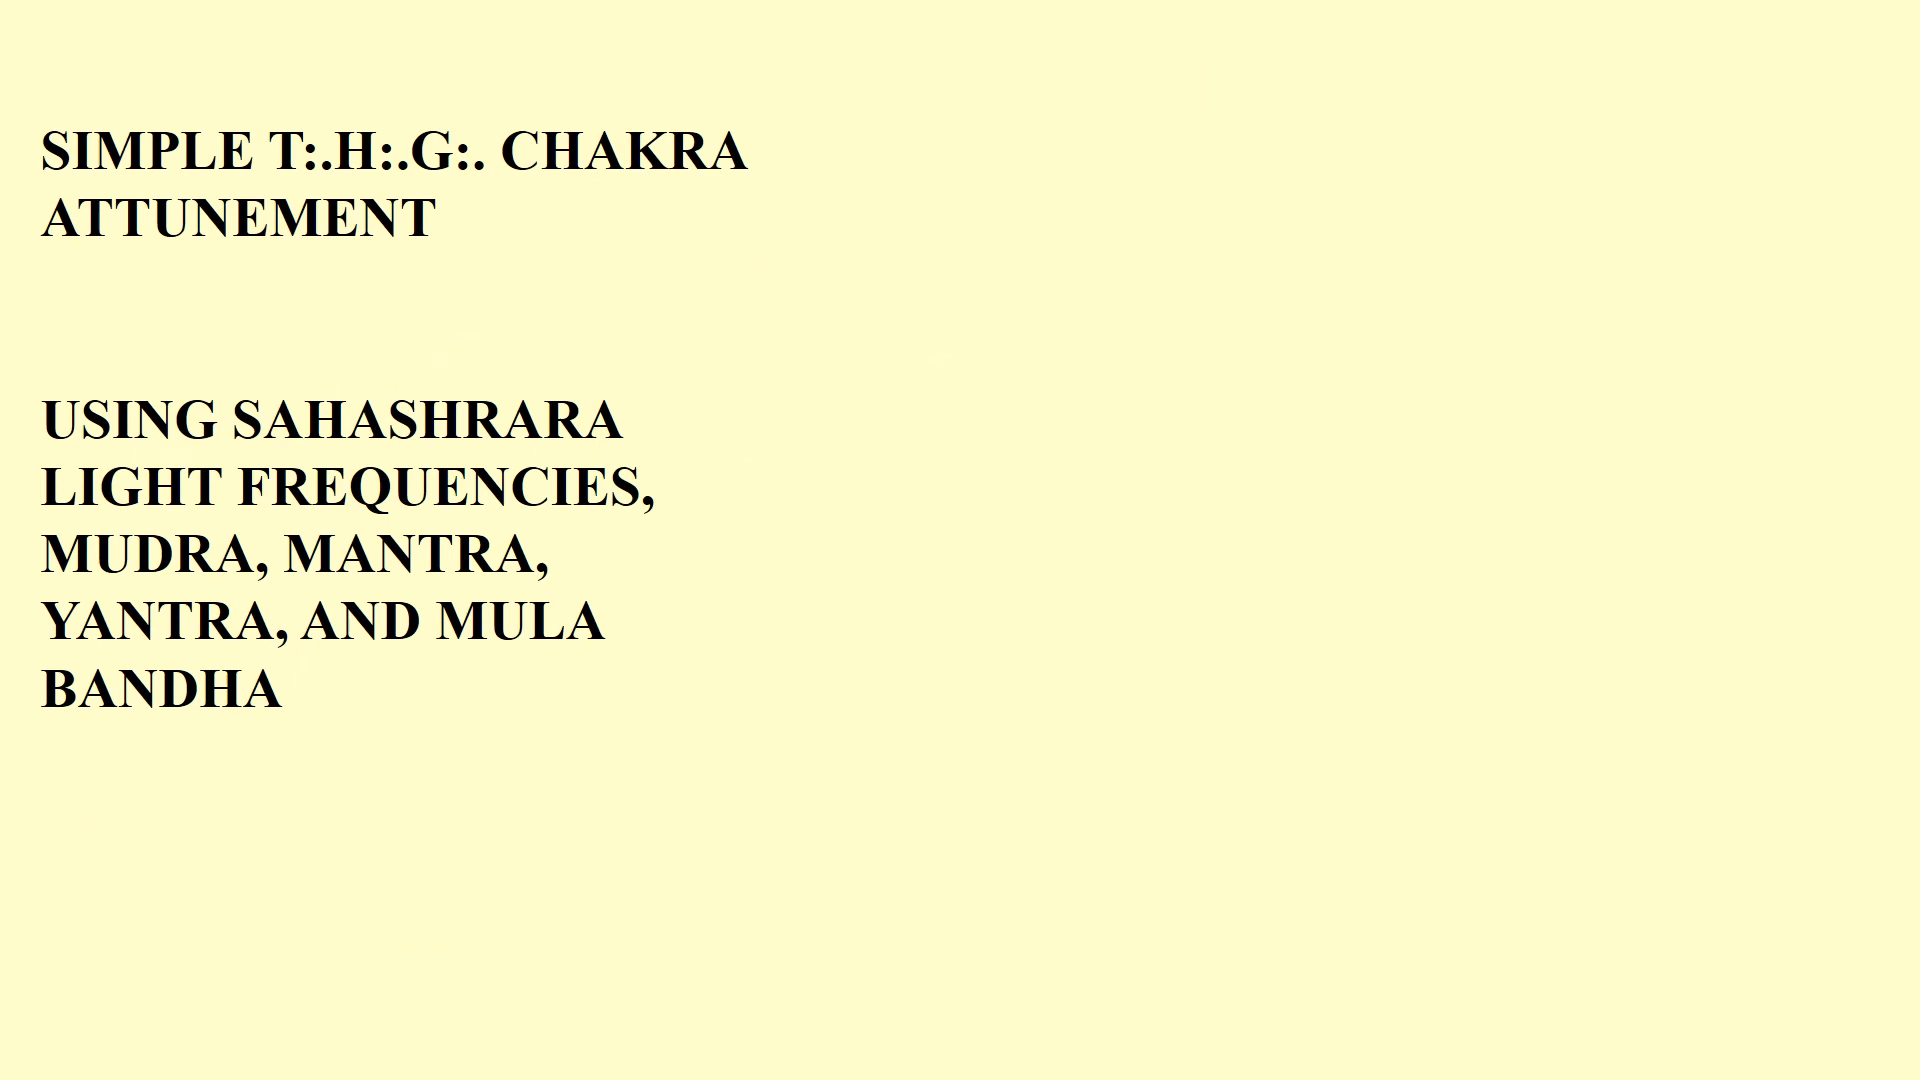 SIMPLE T:.H:.G:. CHAKRA
ATTUNEMENT
USING SAHASHRARA
LIGHT FREQUENCIES,
MUDRA, MANTRA,
YANTRA, AND MULA
BANDHA